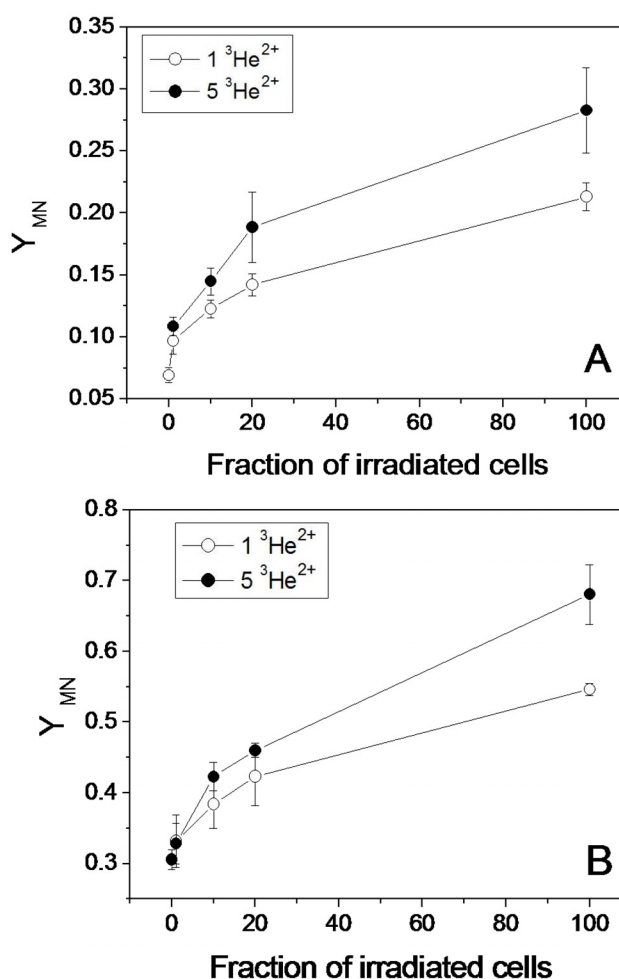 0.35
0.30
0.25
0.20
0.15
0.10
0.05
Y_MN
1 ³He²⁺
5 ³He²⁺
A
0 20 40 60 80 100
Fraction of irradiated cells
0.8
0.7
0.6
0.5
0.4
0.3
Y_MN
1 ³He²⁺
5 ³He²⁺
B
0 20 40 60 80 100
Fraction of irradiated cells